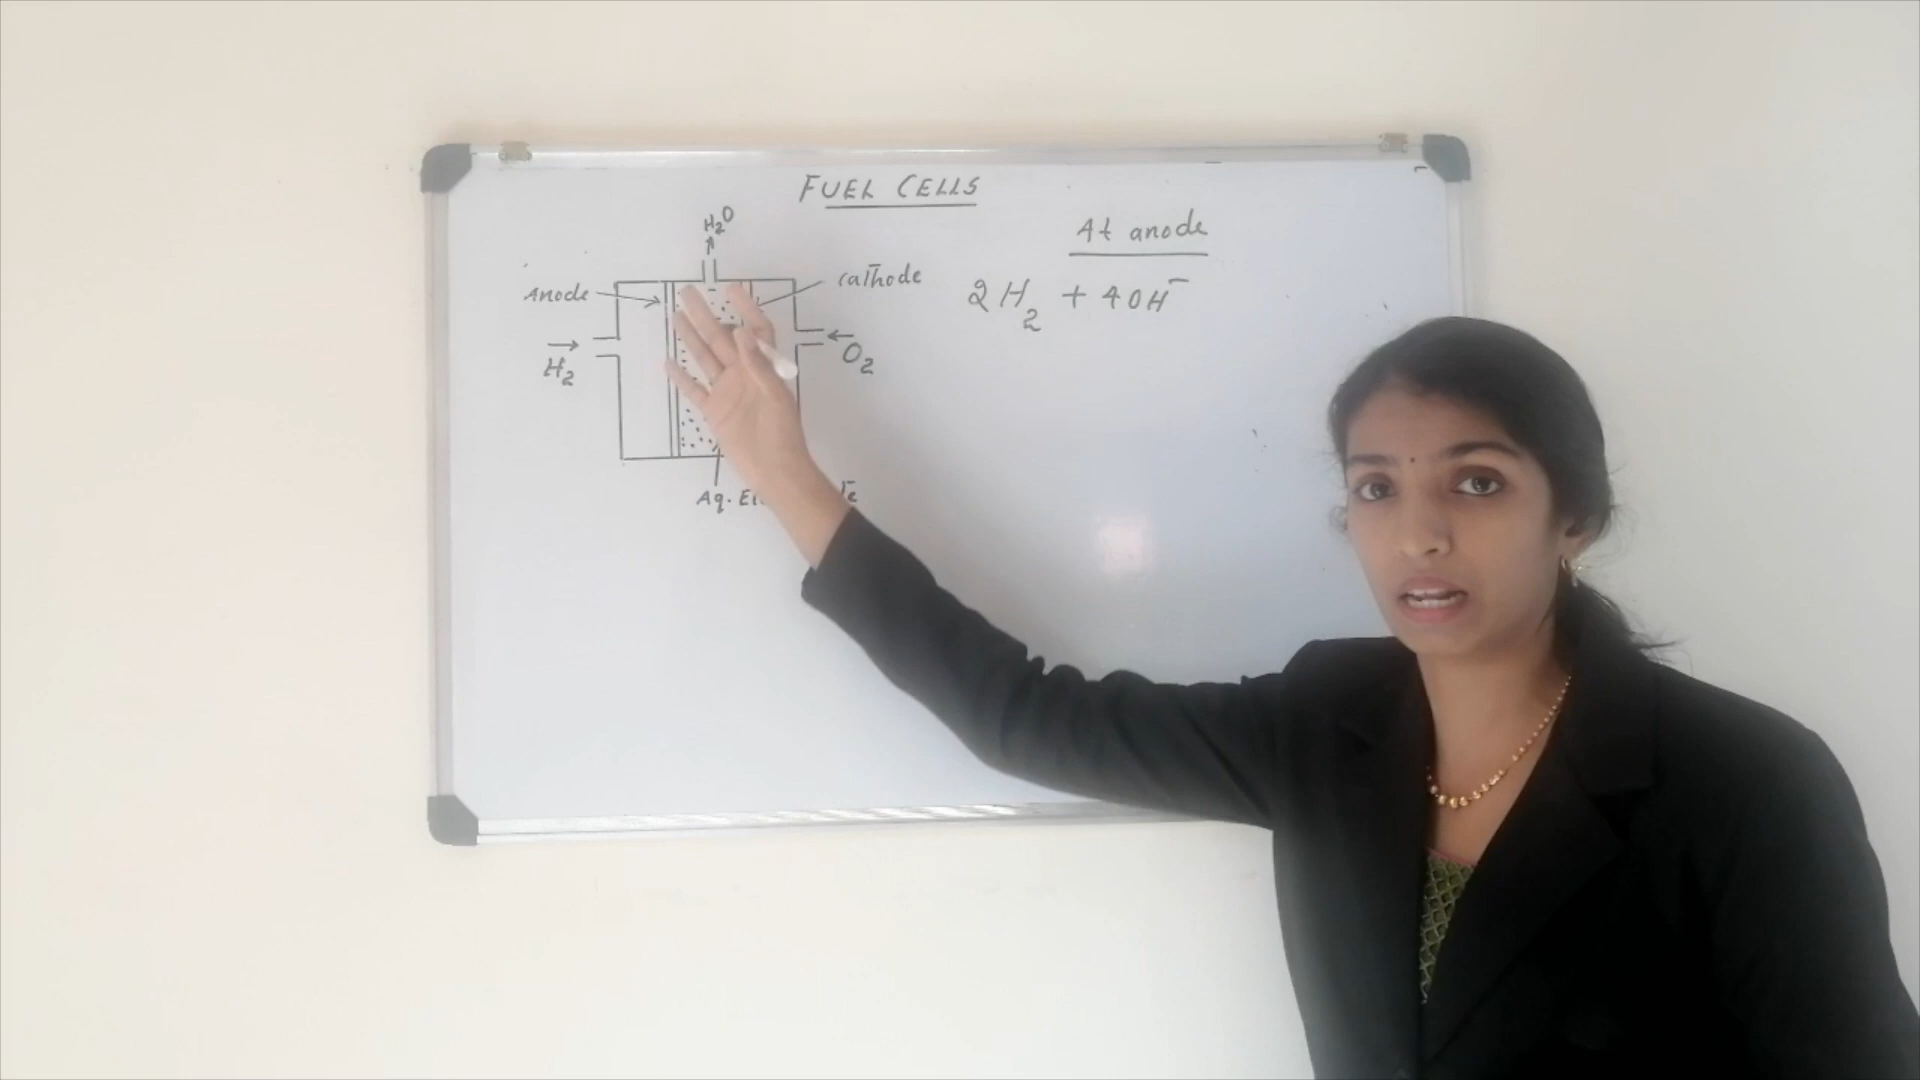 FUEL CELLS
H₂O
Anode
cathode
H₂
O₂
Aq.
At anode
2H₂ + 4OH⁻